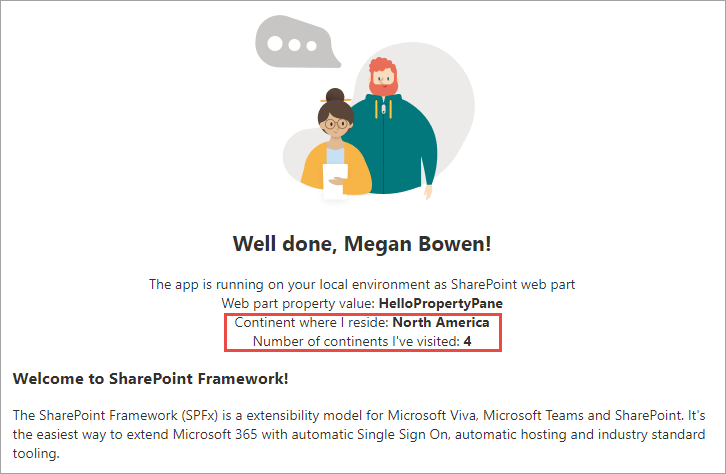 Well done, Megan Bowen!
The app is running on your local environment as SharePoint web part
Web part property value: HelloPropertyPane
Continent where I reside: North America
Number of continents I've visited: 4
Welcome to SharePoint Framework!
The SharePoint Framework (SPFx) is a extensibility model for Microsoft Viva, Microsoft Teams and SharePoint. It's
the easiest way to extend Microsoft 365 with automatic Single Sign On, automatic hosting and industry standard
tooling.